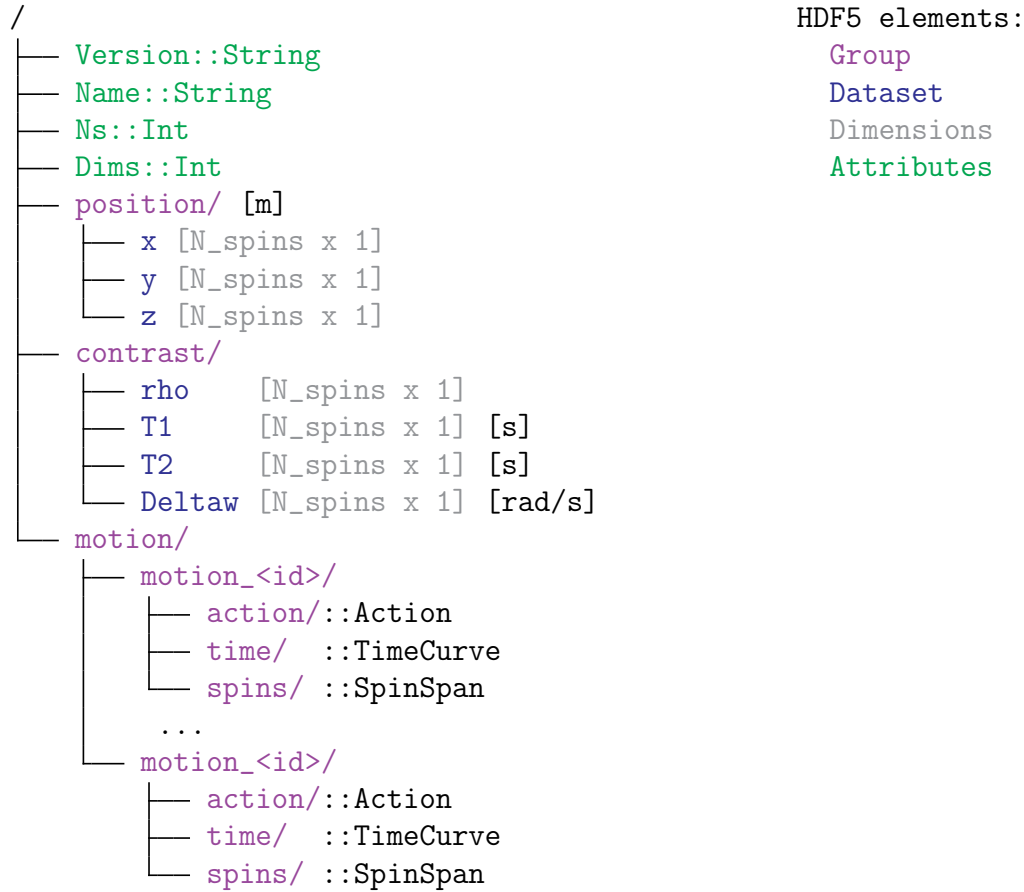 /
Version::String
Name::String
Ns::Int
Dims::Int
position/ [m]
x [N_spins x 1]
y [N_spins x 1]
z [N_spins x 1]
contrast/
rho [N_spins x 1]
T1 [N_spins x 1] [s]
T2 [N_spins x 1] [s]
Deltaw [N_spins x 1] [rad/s]
motion/
motion_<id>/
action/::Action
time/ ::TimeCurve
spins/ ::SpinSpan
...
motion_<id>/
action/::Action
time/ ::TimeCurve
spins/ ::SpinSpan
HDF5 elements:
Group
Dataset
Dimensions
Attributes